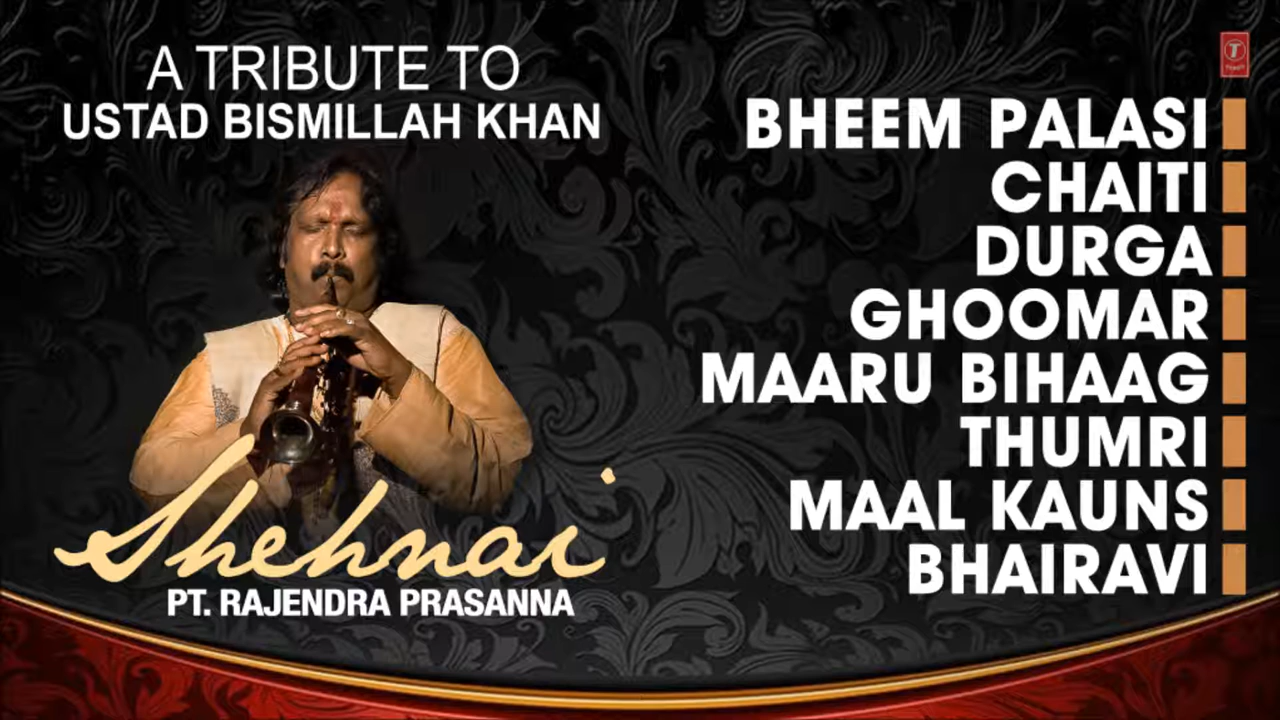 A TRIBUTE TO
USTAD BISMILLAH KHAN
Shehnai
PT. RAJENDRA PRASANNA
T
BHEEM PALASI
CHAITI
DURGA
GHOOMAR
MAARU BIHAAG
THUMRI
MAAL KAUNS
BHAIRAVI